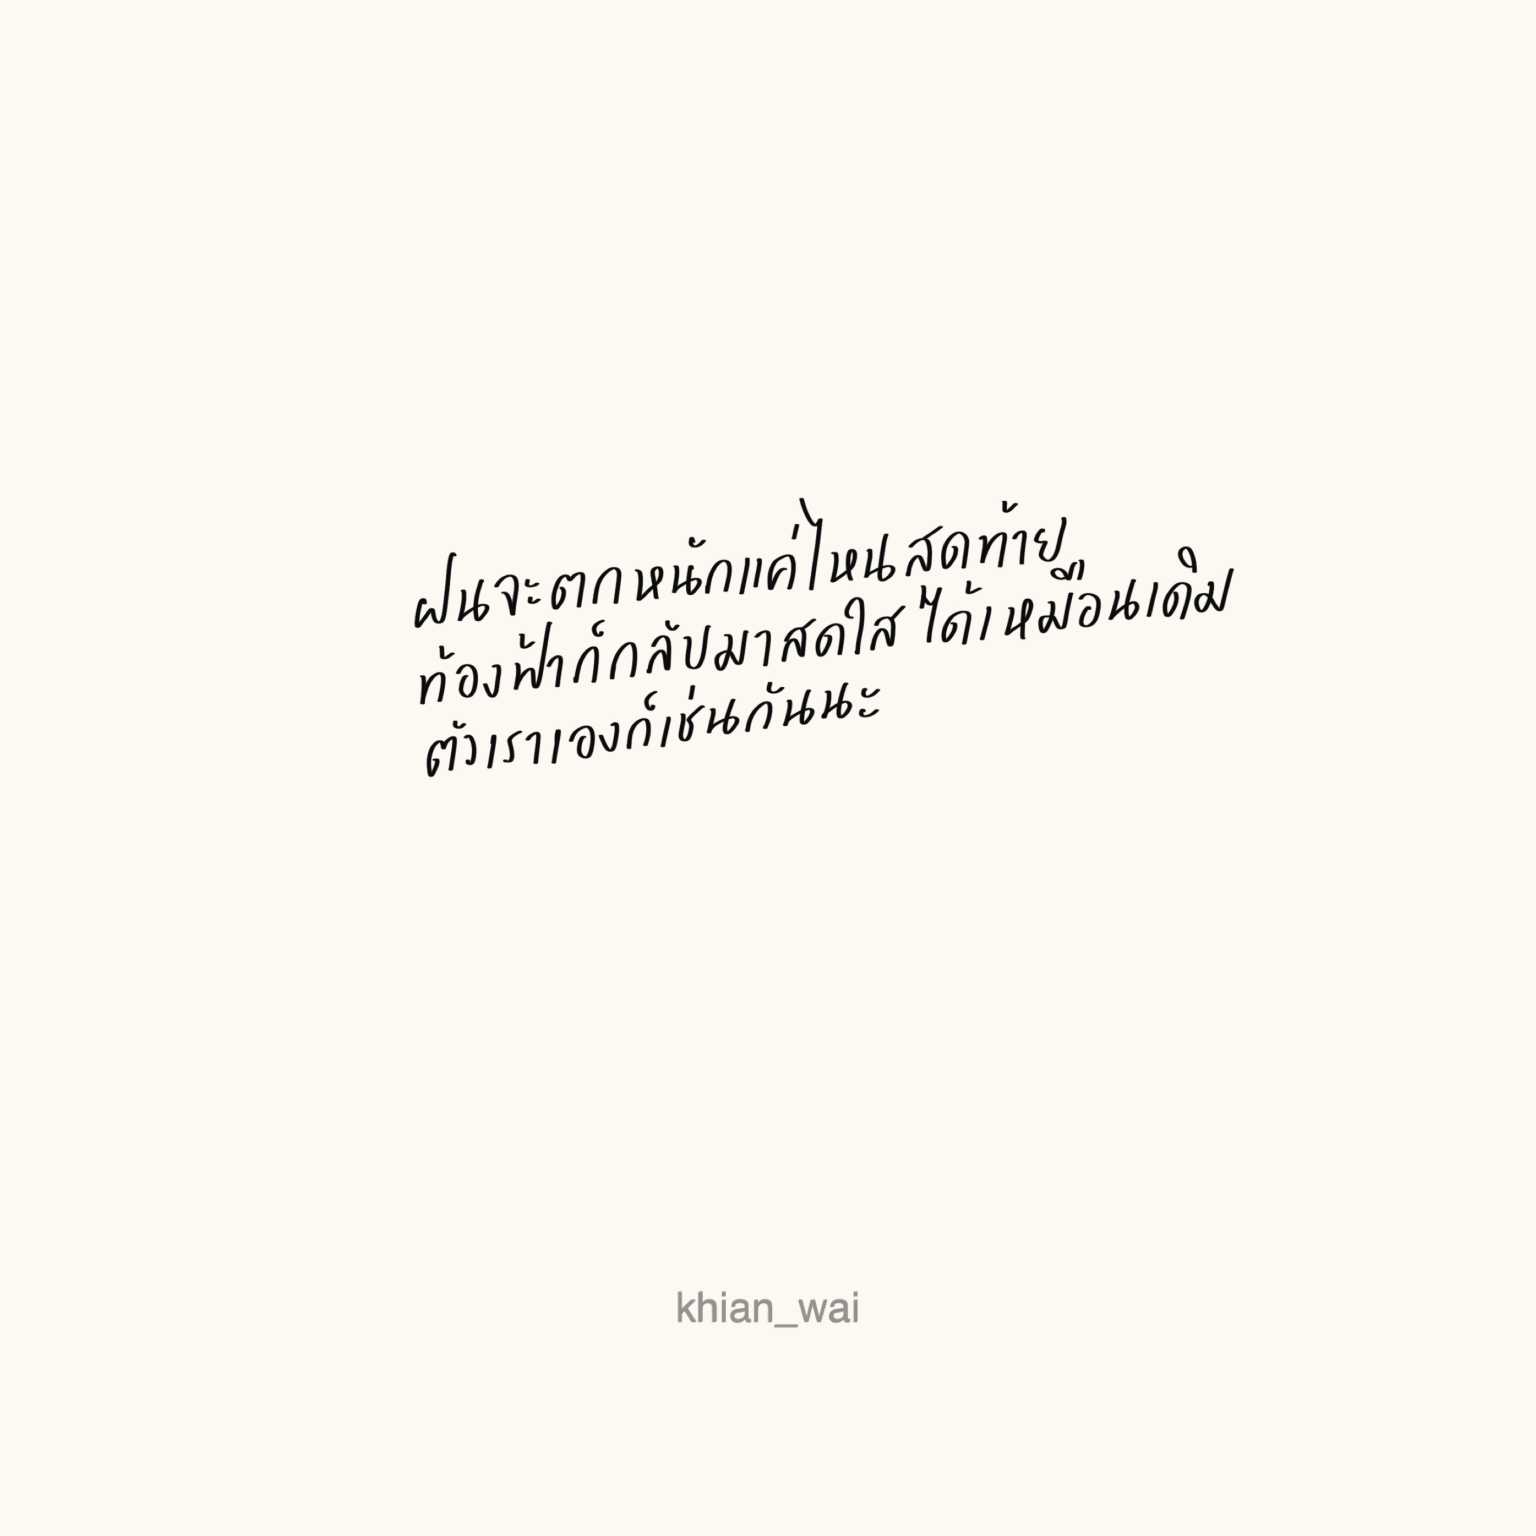 ฝนจะตกหนักแค่ไหนสุดท้าย
ท้องฟ้าก็กลับมาสดใส ได้เหมือนเดิม
ตัวเราเองก็เช่นกันนะ
khian_wai